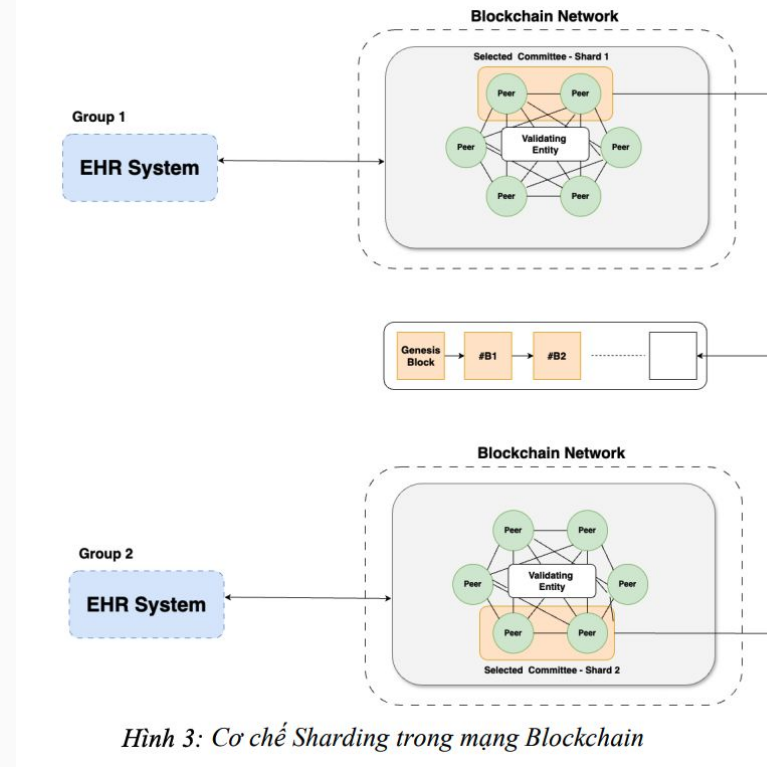 Blockchain Network
Selected Committee - Shard 1
Peer
Peer
Group 1
EHR System
Peer
Validating
Entity
Peer
Peer
Peer
Genesis
Block
#B1
#B2
Blockchain Network
Peer
Peer
Group 2
EHR System
Peer
Validating
Entity
Peer
Peer
Peer
Selected Committee - Shard 2
Hình 3: Cơ chế Sharding trong mạng Blockchain